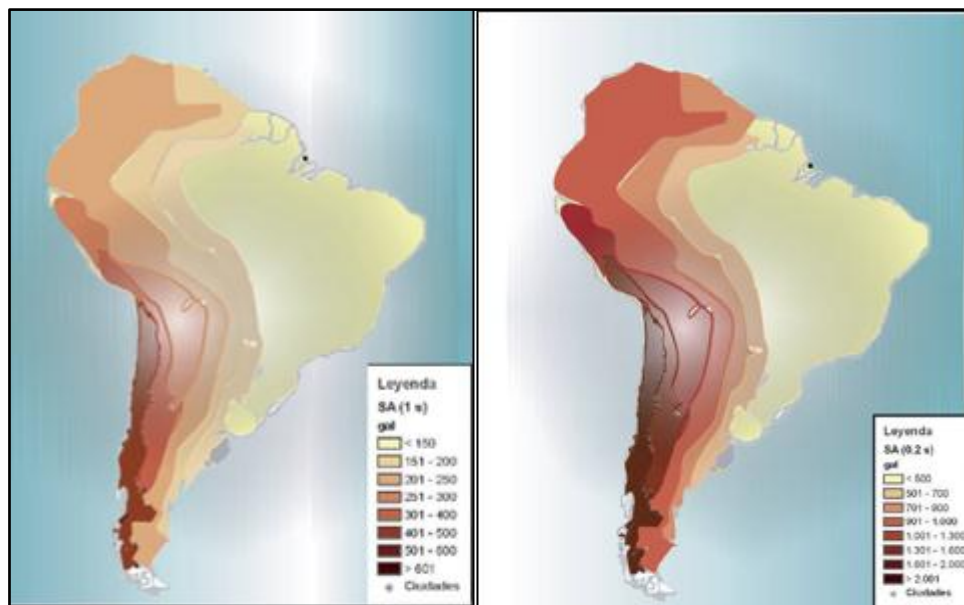 Leyenda
SA (1 s)
gal
< 150
151 - 200
201 - 250
251 - 300
301 - 400
401 - 500
501 - 600
> 601
Ciudades
Leyenda
SA (0.2 s)
gal
< 500
501 - 700
701 - 900
901 - 1.000
1.001 - 1.300
1.301 - 1.600
1.601 - 2.000
> 2.001
Ciudades